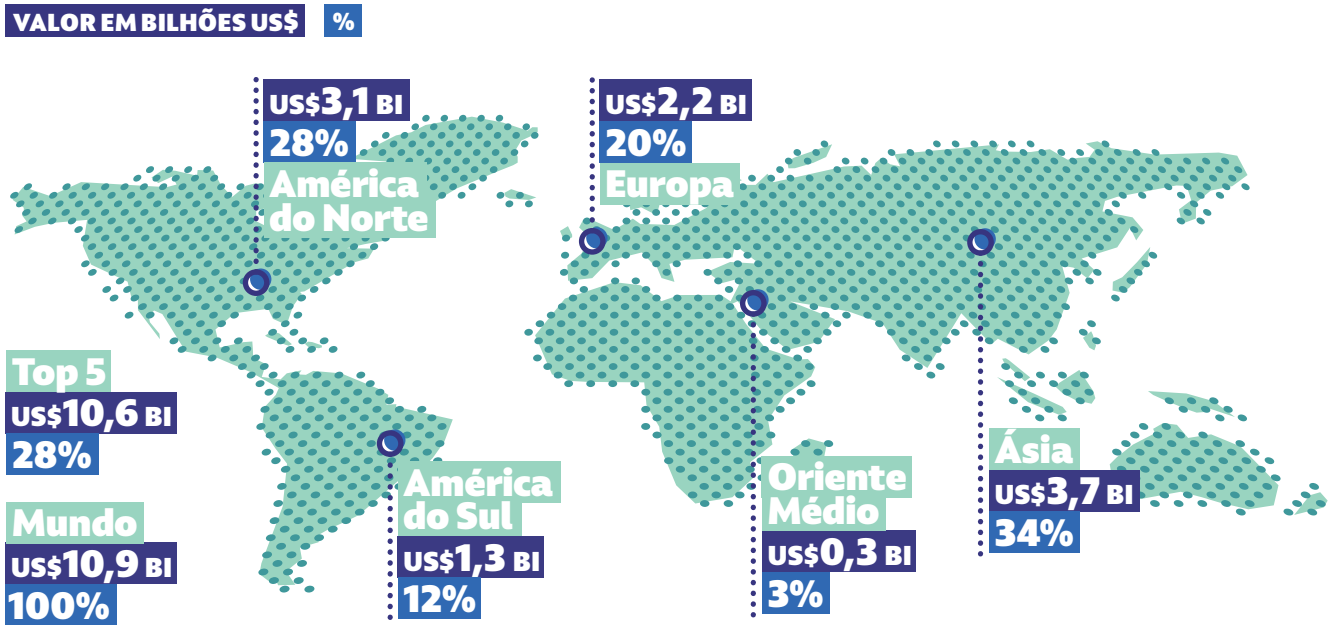 VALOR EM BILHÕES US$ %
US$3,1 BI
28%
América
do Norte
US$2,2 BI
20%
Europa
Top 5
US$10,6 BI
28%
Mundo
US$10,9 BI
100%
América
do Sul
US$1,3 BI
12%
Oriente
Médio
US$0,3 BI
3%
Ásia
US$3,7 BI
34%